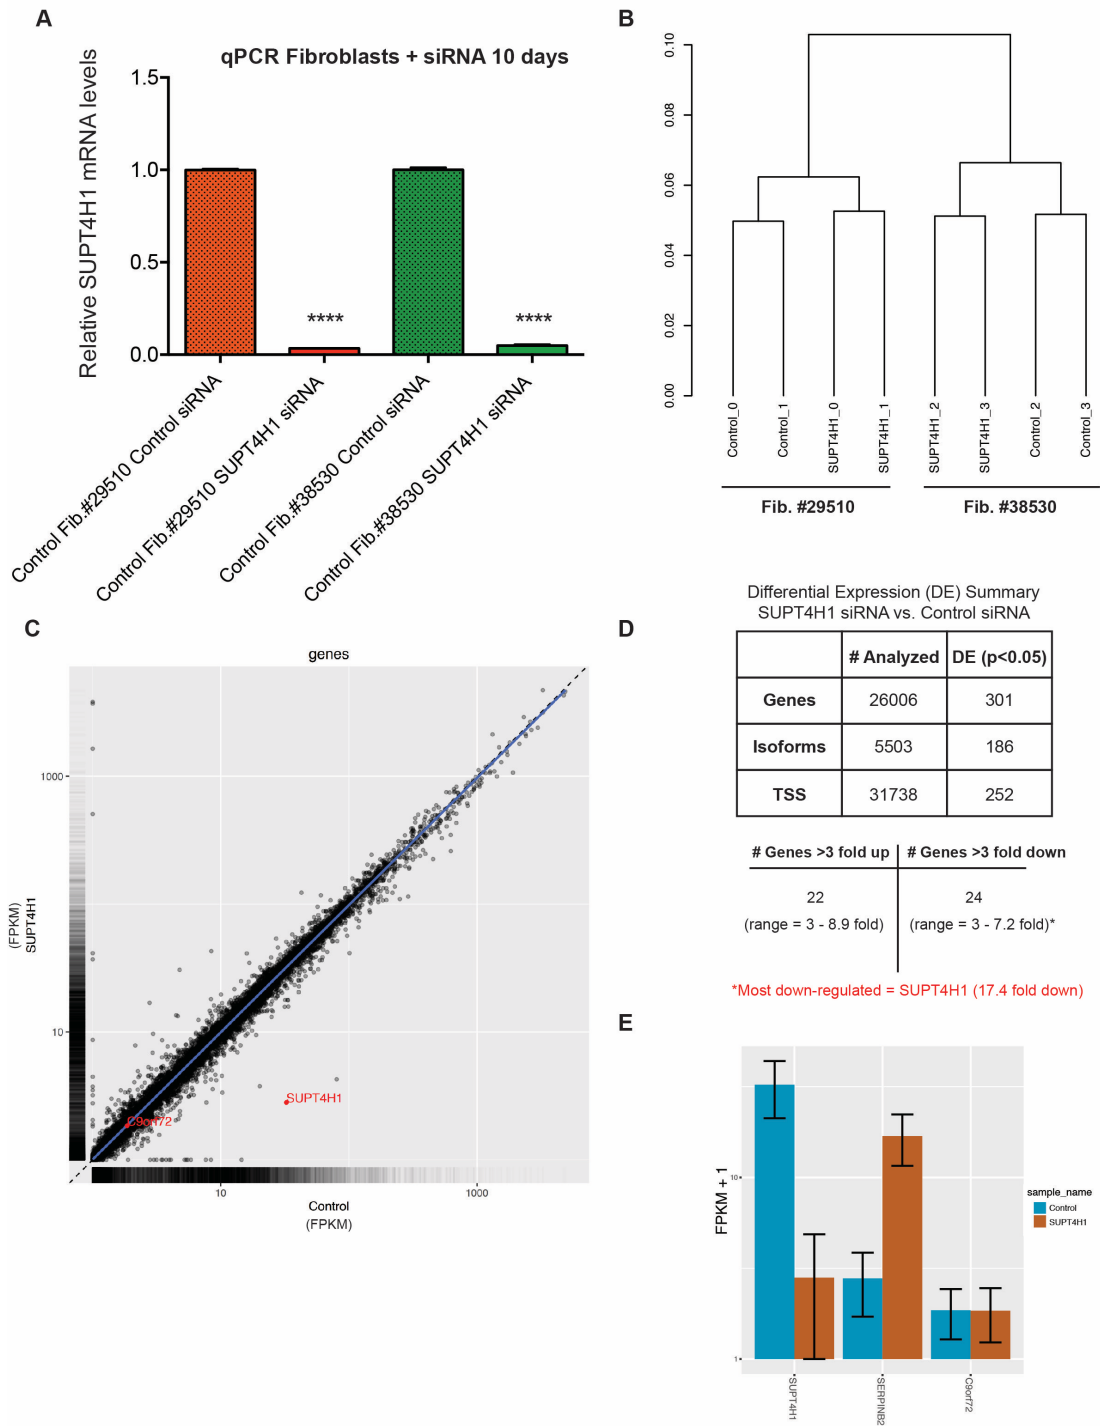 A
qPCR Fibroblasts + siRNA 10 days
Relative SUPT4H1 mRNA levels
1.5
1.0
0.5
0.0
****
****
Control Fib.#29510 Control siRNA
Control Fib.#29510 SUPT4H1 siRNA
Control Fib.#38530 Control siRNA
Control Fib.#38530 SUPT4H1 siRNA
B
0.10
0.08
0.06
0.04
0.02
0.00
Control_0
Control_1
SUPT4H1_0
SUPT4H1_1
SUPT4H1_2
SUPT4H1_3
Control_2
Control_3
Fib. #29510
Fib. #38530
C
genes
SUPT4H1
(FPKM)
1000
10
SUPT4H1
C9orf72
10
1000
Control
(FPKM)
D
Differential Expression (DE) Summary
SUPT4H1 siRNA vs. Control siRNA
# Analyzed DE (p<0.05)
Genes 26006 301
Isoforms 5503 186
TSS 31738 252
# Genes >3 fold up # Genes >3 fold down
22 24
(range = 3 - 8.9 fold) (range = 3 - 7.2 fold)*
*Most down-regulated = SUPT4H1 (17.4 fold down)
E
FPKM + 1
10
1
SUPT4H1
SERPINB2
C9orf72
sample_name
Control
SUPT4H1